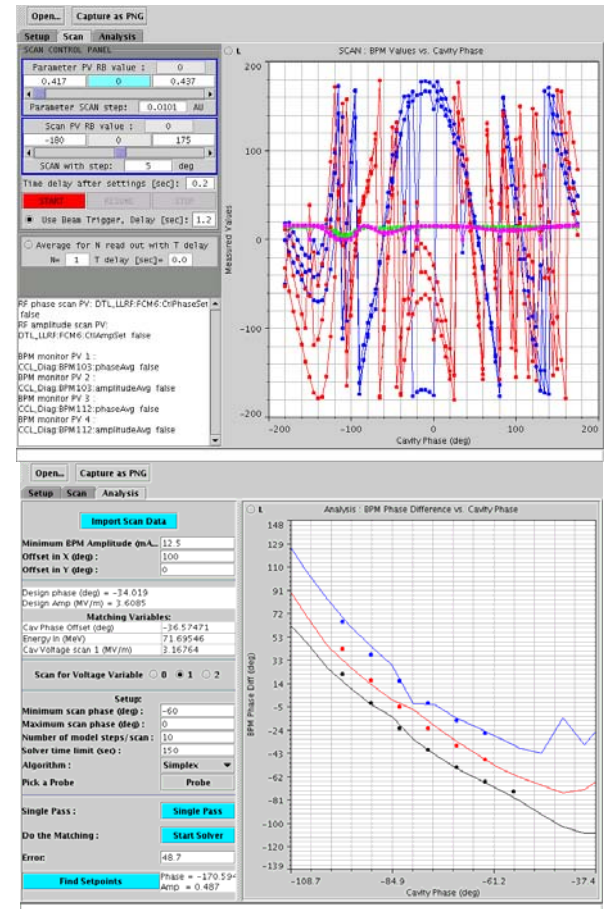 Open... Capture as PNG
Setup Scan Analysis
SCAN CONTROL PANEL
Parameter PV RB value : 0
0.417 0 0.437
Parameter SCAN step: 0.0101 AU
Scan PV RB value : 0
-180 0 175
SCAN with step: 5 deg
Time delay after settings [sec]: 0.2
START RESUME STOP
Use Beam Trigger, Delay [sec]: 1.2
Average for N read out with T delay
N= 1 T delay [sec]= 0.0
RF phase scan PV: DTL_LLRF:FCM6:CtlPhaseSet
false
RF amplitude scan PV:
DTL_LLRF:FCM6:CtlAmpSet false
BPM monitor PV 1 :
CCL_Diag:BPM103:phaseAvg false
BPM monitor PV 2 :
CCL_Diag:BPM103:amplitudeAvg false
BPM monitor PV 3 :
CCL_Diag:BPM112:phaseAvg false
BPM monitor PV 4 :
CCL_Diag:BPM112:amplitudeAvg false
L SCAN : BPM Values vs. Cavity Phase
Measured Values
200
100
0
-100
-200
-200 -100 0 100 200
Cavity Phase (deg)
Open... Capture as PNG
Setup Scan Analysis
Import Scan Data
Minimum BPM Amplitude (mA... 12.5
Offset in X (deg) : 100
Offset in Y (deg) : 0
Design phase (deg) = -34.019
Design Amp (MV/m) = 3.6085
Matching Variables:
Cav Phase Offset (deg) -36.57471
Energy In (MeV) 71.69546
Cav Voltage scan 1 (MV/m) 3.16764
Scan for Voltage Variable 0 1 2
Setup:
Minimum scan phase (deg) : -60
Maximum scan phase (deg) : 0
Number of model steps/scan : 10
Solver time limit (sec) : 150
Algorithm : Simplex
Pick a Probe Probe
Single Pass : Single Pass
Do the Matching : Start Solver
Error: 48.7
Find Setpoints Phase = -170.594
Amp = 0.487
L Analysis : BPM Phase Difference vs. Cavity Phase
BPM Phase Diff (deg)
148
129
110
91
72
53
33
14
-5
-24
-43
-62
-81
-100
-120
-139
-108.7 -84.9 -61.2 -37.4
Cavity Phase (deg)